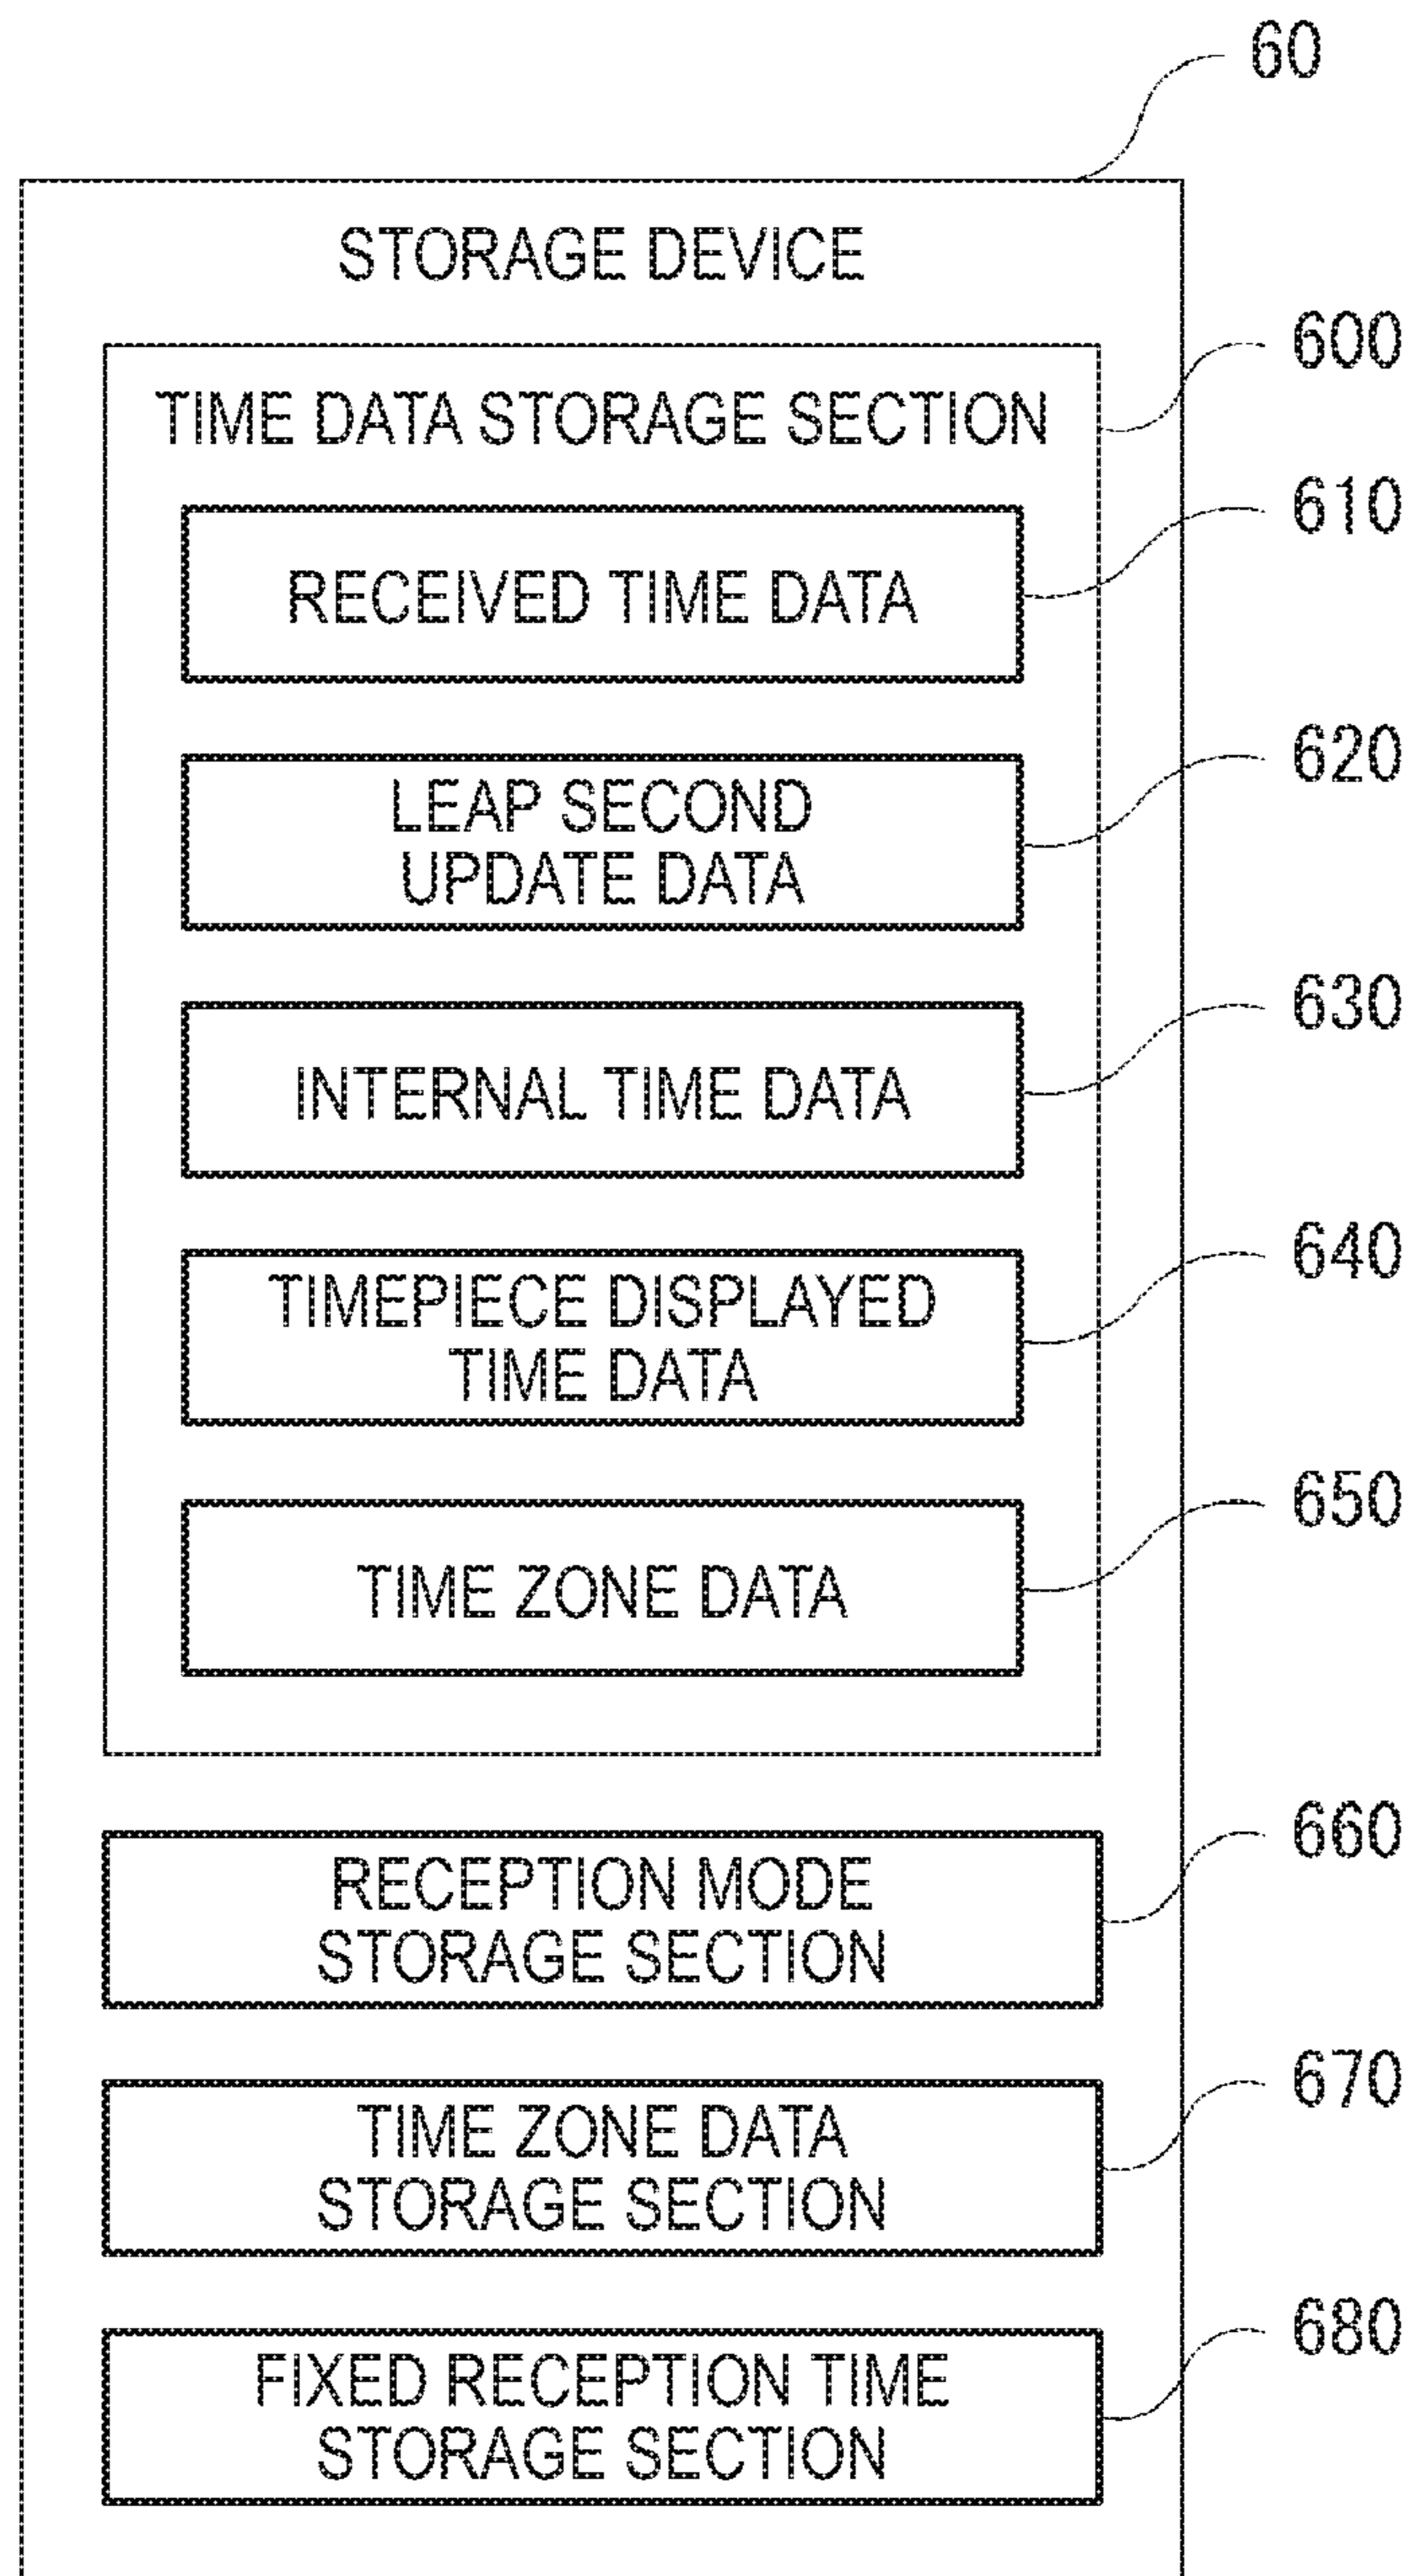 60
STORAGE DEVICE
600
TIME DATA STORAGE SECTION
610
RECEIVED TIME DATA
620
LEAP SECOND
UPDATE DATA
630
INTERNAL TIME DATA
640
TIMEPIECE DISPLAYED
TIME DATA
650
TIME ZONE DATA
660
RECEPTION MODE
STORAGE SECTION
670
TIME ZONE DATA
STORAGE SECTION
680
FIXED RECEPTION TIME
STORAGE SECTION